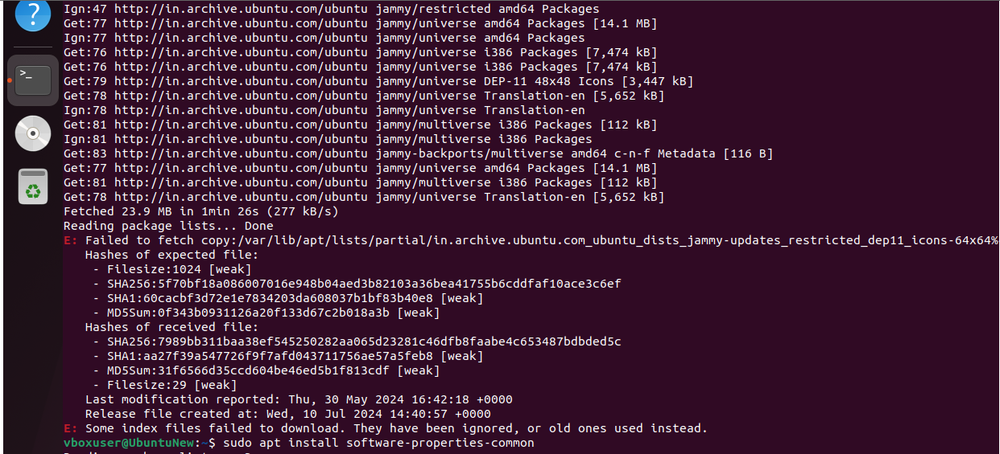 Ign:47 http://in.archive.ubuntu.com/ubuntu jammy/restricted amd64 Packages
Get:77 http://in.archive.ubuntu.com/ubuntu jammy/universe amd64 Packages [14.1 MB]
Ign:77 http://in.archive.ubuntu.com/ubuntu jammy/universe amd64 Packages
Get:76 http://in.archive.ubuntu.com/ubuntu jammy/universe i386 Packages [7,474 kB]
Get:76 http://in.archive.ubuntu.com/ubuntu jammy/universe i386 Packages [7,474 kB]
Get:79 http://in.archive.ubuntu.com/ubuntu jammy/universe DEP-11 48x48 Icons [3,447 kB]
Get:78 http://in.archive.ubuntu.com/ubuntu jammy/universe Translation-en [5,652 kB]
Ign:78 http://in.archive.ubuntu.com/ubuntu jammy/universe Translation-en
Get:81 http://in.archive.ubuntu.com/ubuntu jammy/multiverse i386 Packages [112 kB]
Ign:81 http://in.archive.ubuntu.com/ubuntu jammy/multiverse i386 Packages
Get:83 http://in.archive.ubuntu.com/ubuntu jammy-backports/multiverse amd64 c-n-f Metadata [116 B]
Get:77 http://in.archive.ubuntu.com/ubuntu jammy/universe amd64 Packages [14.1 MB]
Get:81 http://in.archive.ubuntu.com/ubuntu jammy/multiverse i386 Packages [112 kB]
Get:78 http://in.archive.ubuntu.com/ubuntu jammy/universe Translation-en [5,652 kB]
Fetched 23.9 MB in 1min 26s (277 kB/s)
Reading package lists... Done
E: Failed to fetch copy:/var/lib/apt/lists/partial/in.archive.ubuntu.com_ubuntu_dists_jammy-updates_restricted_dep11_icons-64x64%
Hashes of expected file:
- Filesize:1024 [weak]
- SHA256:5f70bf18a086007016e948b04aed3b82103a36bea41755b6cddfaf10ace3c6ef
- SHA1:60cacbf3d72e1e7834203da608037b1bf83b40e8 [weak]
- MD5Sum:0f343b0931126a20f133d67c2b018a3b [weak]
Hashes of received file:
- SHA256:7989bb311baa38ef545250282aa065d23281c46dfb8faabe4c653487bdbded5c
- SHA1:aa27f39a547726f9f7afd043711756ae57a5feb8 [weak]
- MD5Sum:31f6566d35ccd604be46ed5b1f813cdf [weak]
- Filesize:29 [weak]
Last modification reported: Thu, 30 May 2024 16:42:18 +0000
Release file created at: Wed, 10 Jul 2024 14:40:57 +0000
E: Some index files failed to download. They have been ignored, or old ones used instead.
vboxuser@UbuntuNew:~$ sudo apt install software-properties-common